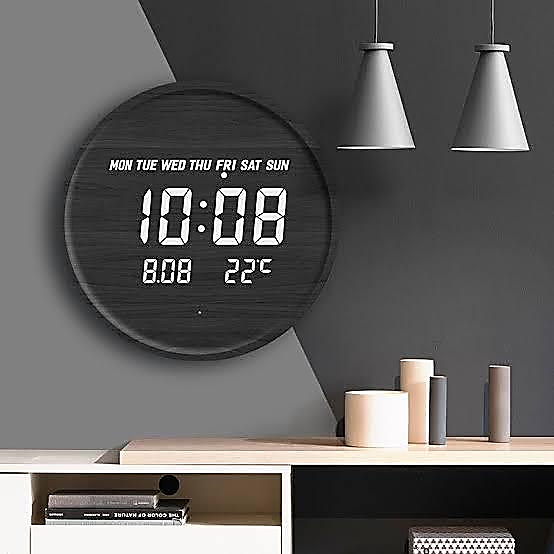 MON TUE WED THU FRI SAT SUN
10:08
8.08 22℃
THE COLOR OF NATURE